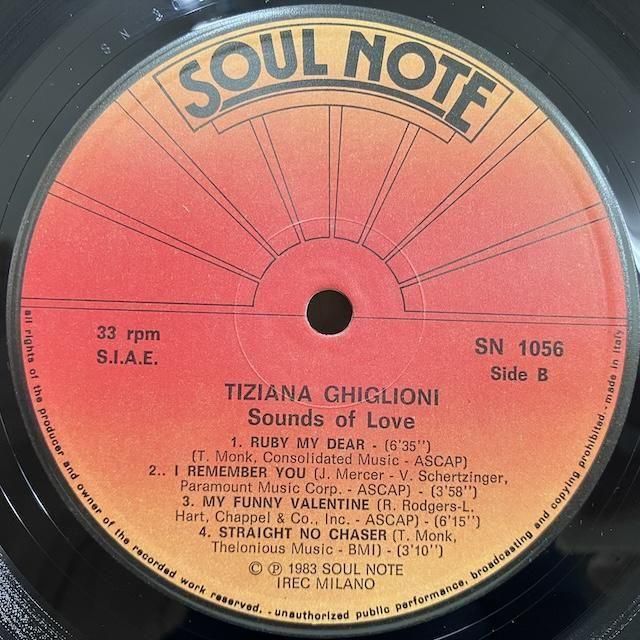 SN &
SOUL NOTE
33 rpm
S.I.A.E.
SN 1056
Side B
TIZIANA GHIGLIONI
Sounds of Love
1. RUBY MY DEAR - (6'35")
(T. Monk, Consolidated Music - ASCAP)
2.. I REMEMBER YOU (J. Mercer - V. Schertzinger,
Paramount Music Corp. - ASCAP) - (3'58")
3. MY FUNNY VALENTINE (R. Rodgers-L.
Hart, Chappel & Co., Inc. - ASCAP) - (6'15")
4. STRAIGHT NO CHASER (T. Monk,
Thelonious Music - BMI) - (3'10")
© ℗ 1983 SOUL NOTE
IREC MILANO
all rights of the producer and owner of the recorded work reserved. - unauthorized public performance, broadcasting and copying prohibited. - made in Italy